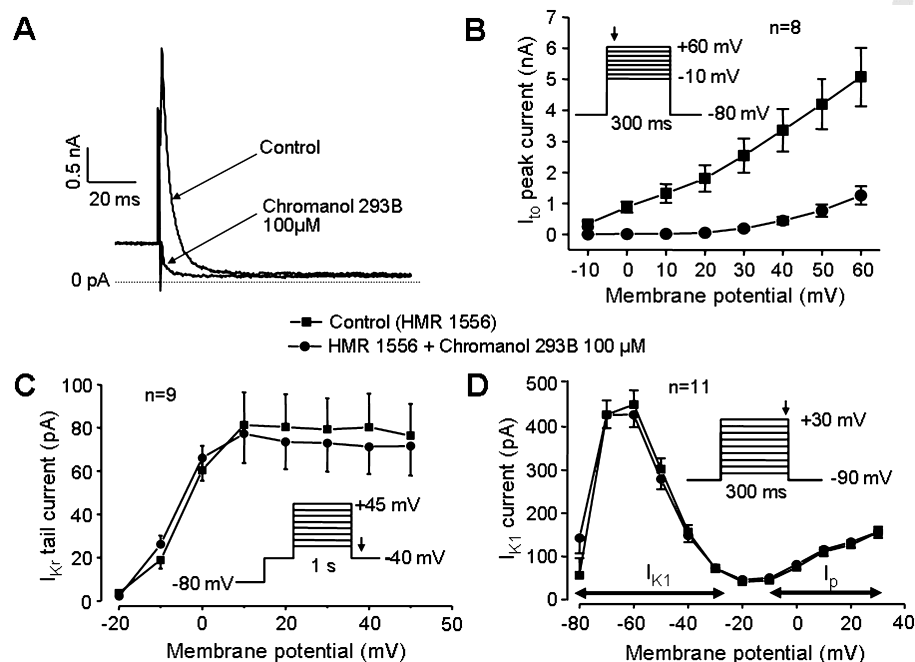 A
0.5 nA
20 ms
Control
Chromanol 293B
100µM
0 pA
B
n=8
Ito peak current (nA)
7
6
5
4
3
2
1
0
+60 mV
-10 mV
-80 mV
300 ms
-10 0 10 20 30 40 50 60
Membrane potential (mV)
Control (HMR 1556)
HMR 1556 + Chromanol 293B 100 µM
C
n=9
IKr tail current (pA)
100
80
60
40
20
0
+45 mV
-40 mV
1 s
-80 mV
-20 0 20 40 50
Membrane potential (mV)
D
n=11
IK1 current (pA)
500
400
300
200
150
100
0
+30 mV
-90 mV
300 ms
IK1
Ip
-80 -60 -40 -20 0 20 40
Membrane potential (mV)